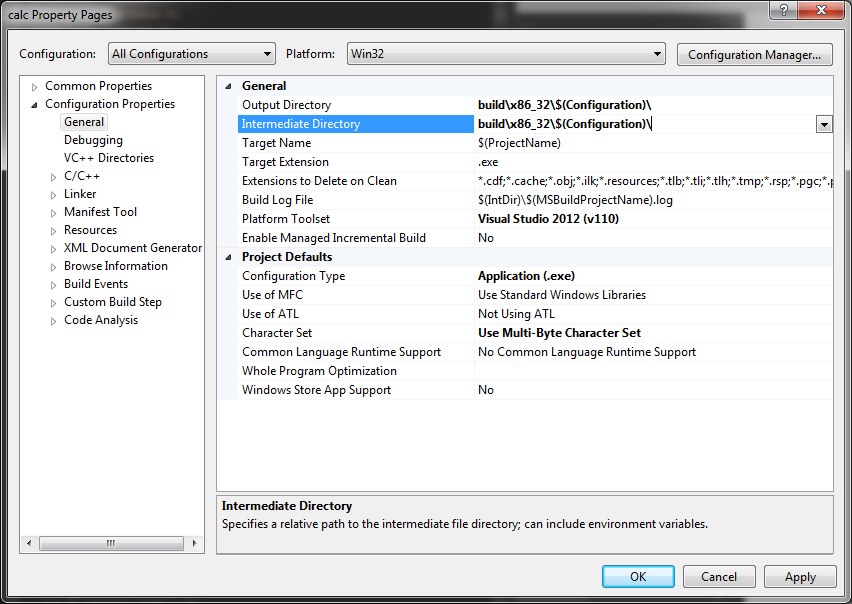 calc Property Pages
Configuration: All Configurations Platform: Win32 Configuration Manager...
Common Properties
Configuration Properties
General
Debugging
VC++ Directories
C/C++
Linker
Manifest Tool
Resources
XML Document Generator
Browse Information
Build Events
Custom Build Step
Code Analysis
General
Output Directory build\x86_32\$(Configuration)\
Intermediate Directory build\x86_32\$(Configuration)\
Target Name $(ProjectName)
Target Extension .exe
Extensions to Delete on Clean *.cdf;*.cache;*.obj;*.ilk;*.resources;*.tlb;*.tli;*.tlh;*.tmp;*.rsp;*.pgc;*.p
Build Log File $(IntDir)\$(MSBuildProjectName).log
Platform Toolset Visual Studio 2012 (v110)
Enable Managed Incremental Build No
Project Defaults
Configuration Type Application (.exe)
Use of MFC Use Standard Windows Libraries
Use of ATL Not Using ATL
Character Set Use Multi-Byte Character Set
Common Language Runtime Support No Common Language Runtime Support
Whole Program Optimization
Windows Store App Support No
Intermediate Directory
Specifies a relative path to the intermediate file directory; can include environment variables.
OK Cancel Apply